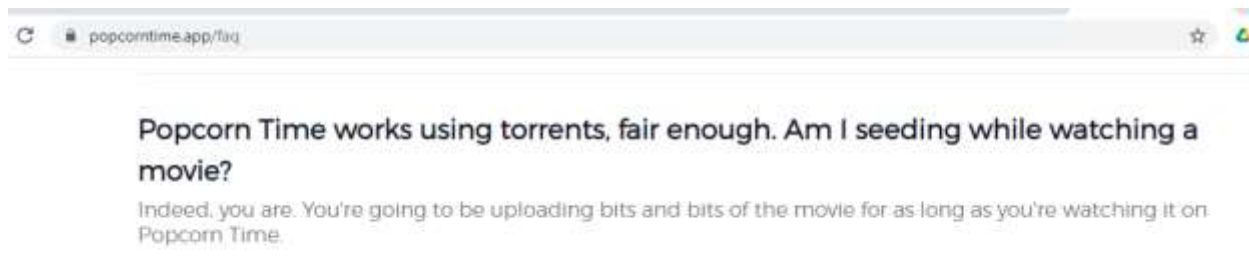 popcorntime.app/faq
Popcorn Time works using torrents, fair enough. Am I seeding while watching a
movie?
Indeed, you are. You're going to be uploading bits and bits of the movie for as long as you're watching it on
Popcorn Time.